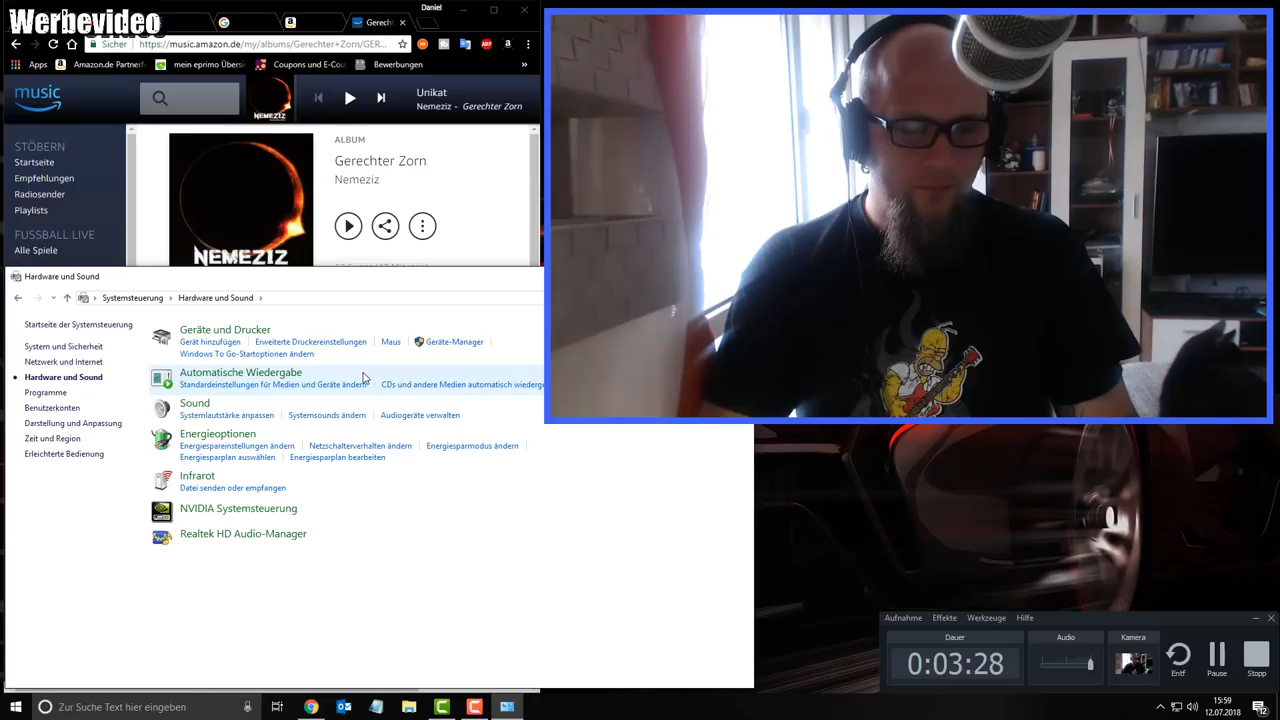 Werbevideo
Gerecht
Daniel
Sicher
https://music.amazon.de/my/albums/Gerechter+Zorn/GER...
Apps
Amazon.de Partner
mein eprimo Übersic
Coupons und E-Cou
Bewerbungen
»
music
Unikat
Nemeziz - Gerechter Zorn
NEMEZIZ
STÖBERN
Startseite
Empfehlungen
Radiosender
Playlists
FUSSBALL LIVE
Alle Spiele
NEMEZIZ
ALBUM
Gerechter Zorn
Nemeziz
Hardware und Sound
Systemsteuerung > Hardware und Sound >
Startseite der Systemsteuerung
System und Sicherheit
Netzwerk und Internet
Hardware und Sound
Programme
Benutzerkonten
Darstellung und Anpassung
Zeit und Region
Erleichterte Bedienung
Geräte und Drucker
Gerät hinzufügen | Erweiterte Druckereinstellungen | Maus | Geräte-Manager |
Windows To Go-Startoptionen ändern
Automatische Wiedergabe
Standardeinstellungen für Medien und Geräte ändern | CDs und andere Medien automatisch wiederge
Sound
Systemlautstärke anpassen | Systemsounds ändern | Audiogeräte verwalten
Energieoptionen
Energiespareinstellungen ändern | Netzschalterverhalten ändern | Energiesparmodus ändern |
Energiesparplan auswählen | Energiesparplan bearbeiten
Infrarot
Datei senden oder empfangen
NVIDIA Systemsteuerung
Realtek HD Audio-Manager
Aufnahme Effekte Werkzeuge Hilfe
Dauer
0:03:28
Audio
Kamera
Entf
Pause
Stopp
Zur Suche Text hier eingeben
15:59
12.07.2018
12